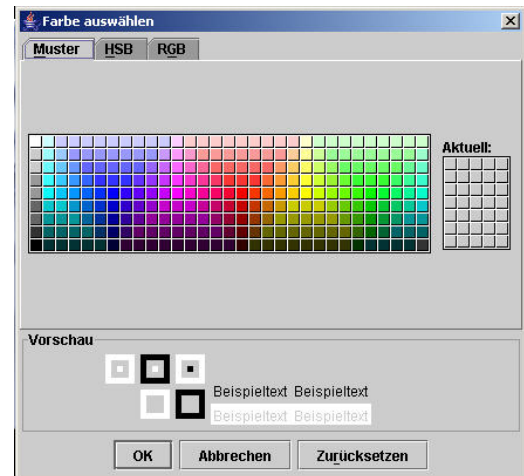 Farbe auswählen
Muster HSB RGB
Aktuell:
Vorschau
Beispieltext Beispieltext
Beispieltext Beispieltext
OK Abbrechen Zurücksetzen